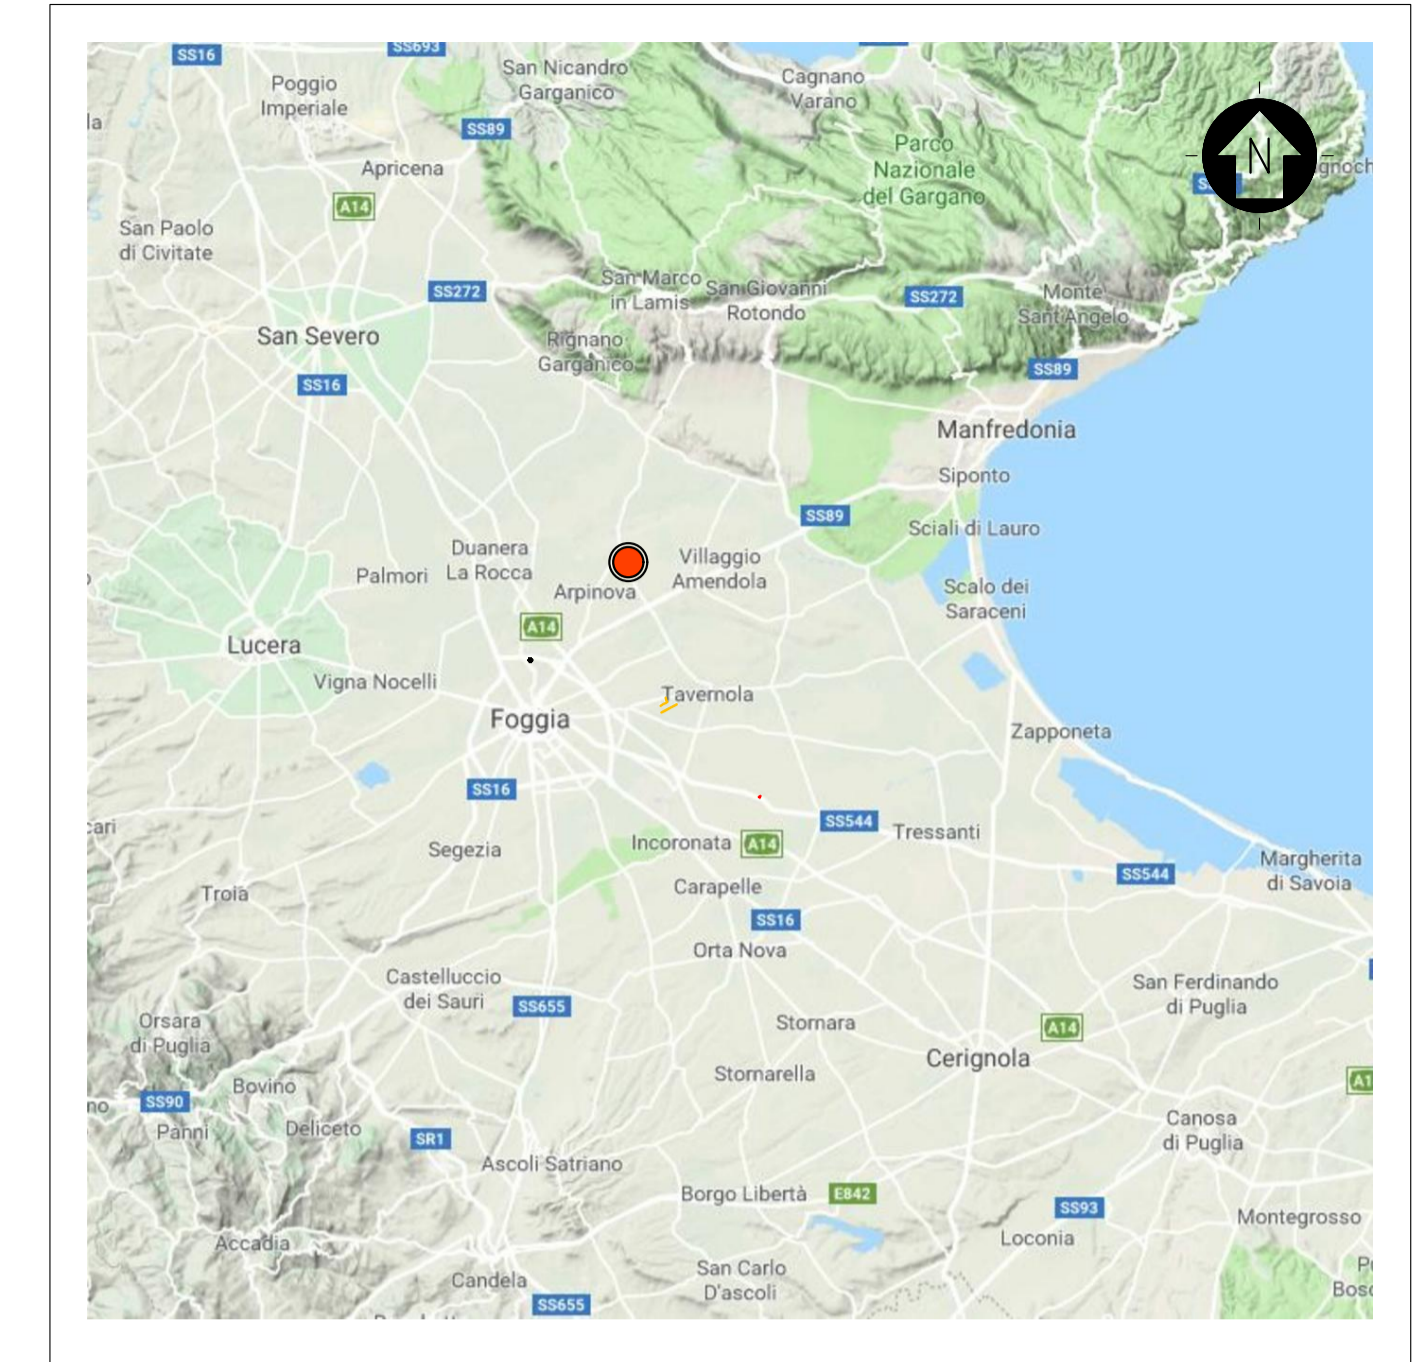 SS16
SS693
Poggio
Imperiale
San Nicandro
Garganico
Cagnano
Varano
SS89
Parco
Nazionale
del Gargano
N
Apricena
A14
San Paolo
di Civitate
SS272
San Marco
in Lamis
San Giovanni
Rotondo
SS272
Monte
Sant'Angelo
San Severo
Rignano
Garganico
SS16
SS89
Manfredonia
Siponto
SS89
Sciali di Lauro
Duanera
La Rocca
Palmori
Villaggio
Amendola
Arpinova
Scalo dei
Saraceni
A14
Lucera
Vigna Nocelli
Tavernola
Foggia
Zapponeta
SS16
SS544
Tressanti
Segezia
Incoronata
A14
Margherita
di Savoia
SS544
Carapelle
Troia
SS16
Orta Nova
Castelluccio
dei Sauri
SS655
San Ferdinando
di Puglia
Orsara
di Puglia
Stornara
A14
Cerignola
Stornarella
Bovino
SS90
Panni
Deliceto
SR1
Canosa
di Puglia
Ascoli Satriano
Borgo Libertà
E842
SS93
Montegrosso
Loconia
Accadia
San Carlo
D'ascoli
Candela
SS655